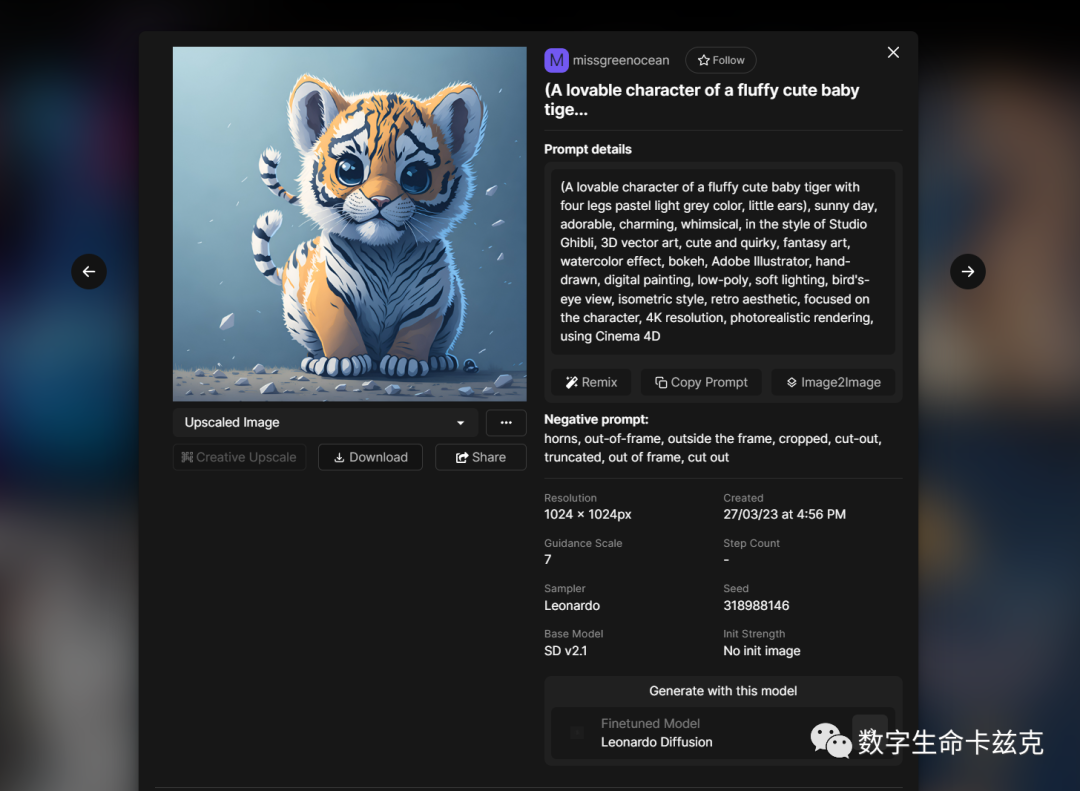 M missgreenocean
Follow
(A lovable character of a fluffy cute baby
tige...
Prompt details
(A lovable character of a fluffy cute baby tiger with
four legs pastel light grey color, little ears), sunny day,
adorable, charming, whimsical, in the style of Studio
Ghibli, 3D vector art, cute and quirky, fantasy art,
watercolor effect, bokeh, Adobe Illustrator, hand-
drawn, digital painting, low-poly, soft lighting, bird's-
eye view, isometric style, retro aesthetic, focused on
the character, 4K resolution, photorealistic rendering,
using Cinema 4D
Remix
Copy Prompt
Image2Image
Upscaled Image
Creative Upscale
Download
Share
Negative prompt:
horns, out-of-frame, outside the frame, cropped, cut-out,
truncated, out of frame, cut out
Resolution
1024 × 1024px
Created
27/03/23 at 4:56 PM
Guidance Scale
7
Step Count
-
Sampler
Leonardo
Seed
318988146
Base Model
SD v2.1
Init Strength
No init image
Generate with this model
Finetuned Model
Leonardo Diffusion
数字生命卡兹克